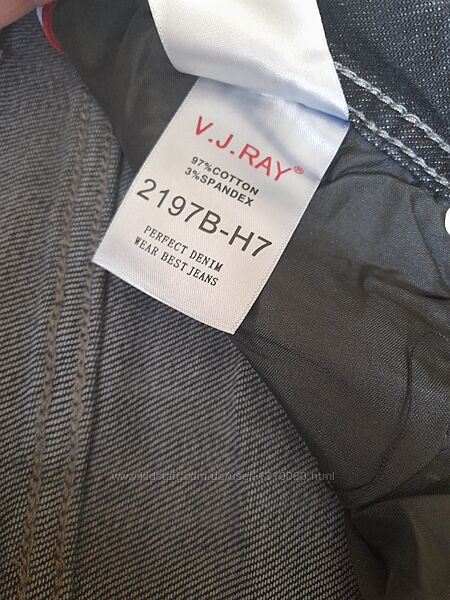 V.J.RAY®
97%COTTON
3%SPANDEX
2197B-H7
PERFECT DENIM
WEAR BEST JEANS